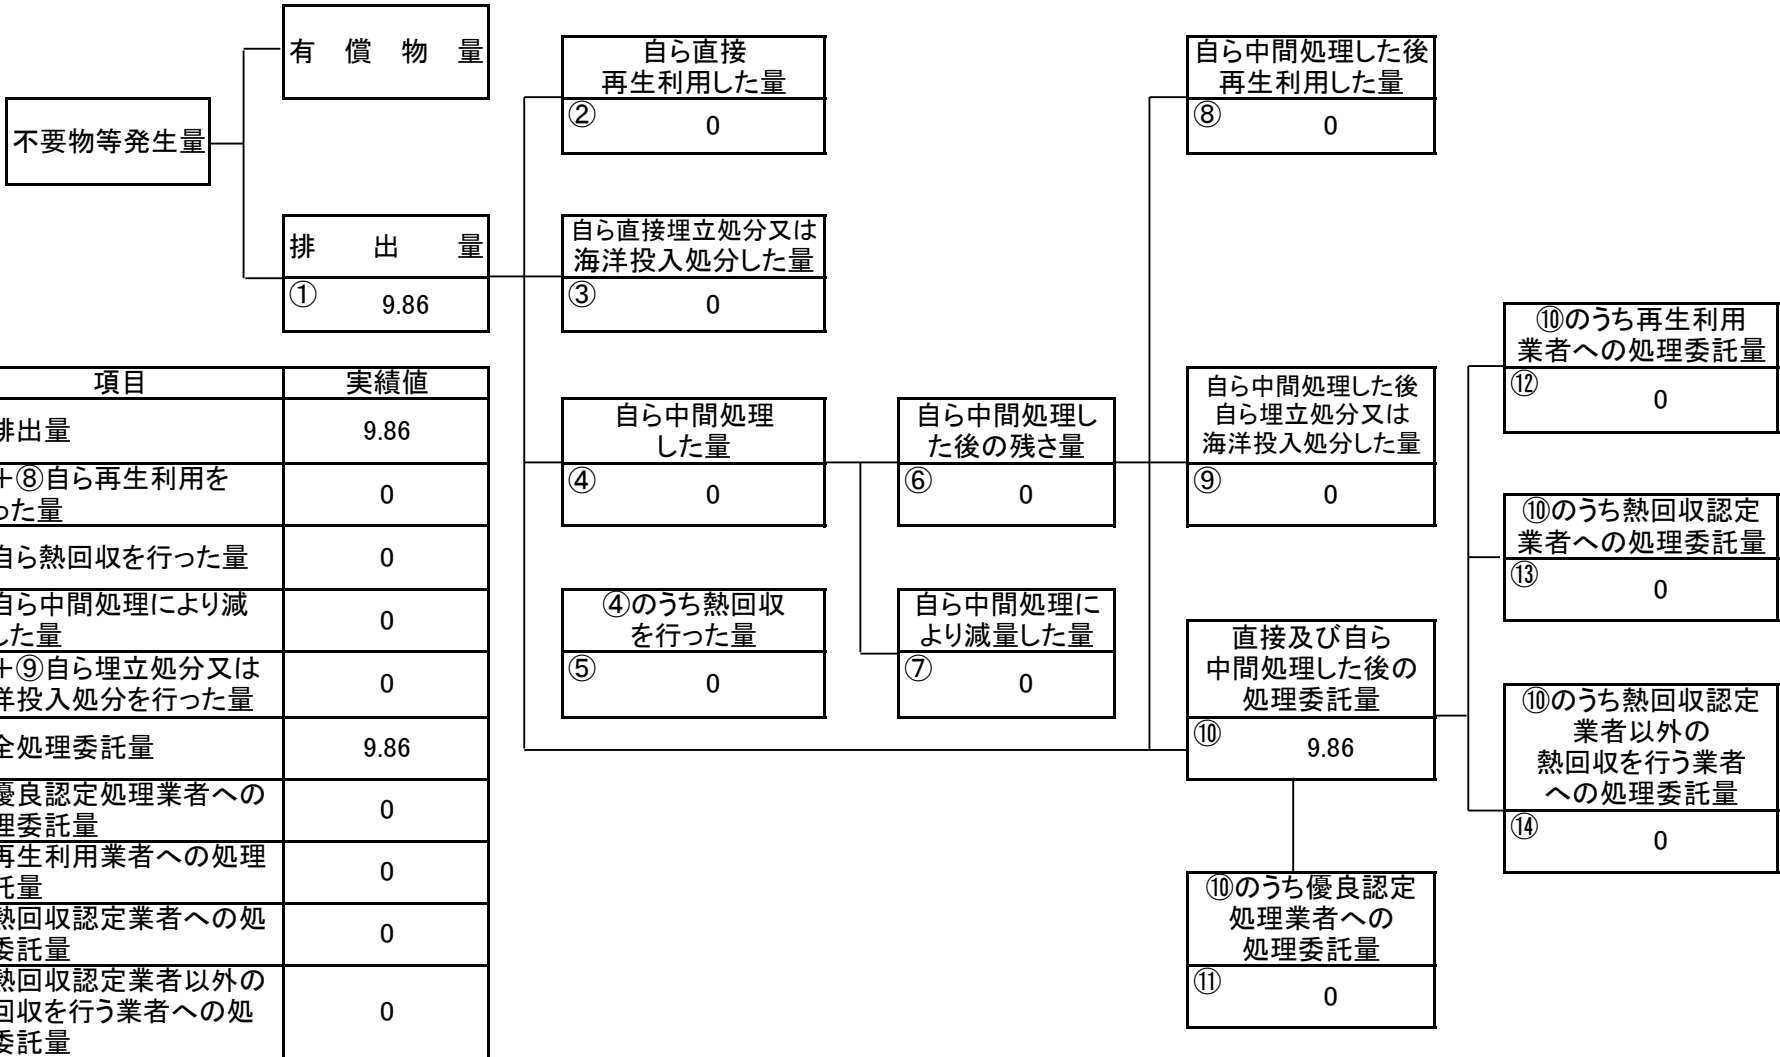 有 償 物 量
不要物等発生量
排 出 量
① 9.86
自ら直接
再生利用した量
② 0
自ら直接埋立処分又は
海洋投入処分した量
③ 0
自ら中間処理
した量
④ 0
④のうち熱回収
を行った量
⑤ 0
自ら中間処理し
た後の残さ量
⑥ 0
自ら中間処理に
より減量した量
⑦ 0
自ら中間処理した後
再生利用した量
⑧ 0
自ら中間処理した後
自ら埋立処分又は
海洋投入処分した量
⑨ 0
直接及び自ら
中間処理した後の
処理委託量
⑩ 9.86
⑩のうち優良認定
処理業者への
処理委託量
⑪ 0
⑩のうち再生利用
業者への処理委託量
⑫ 0
⑩のうち熱回収認定
業者への処理委託量
⑬ 0
⑩のうち熱回収認定
業者以外の
熱回収を行う業者
への処理委託量
⑭ 0
項目 実績値
排出量 9.86
+⑧自ら再生利用を
った量 0
自ら熱回収を行った量 0
自ら中間処理により減
した量 0
+⑨自ら埋立処分又は
洋投入処分を行った量 0
全処理委託量 9.86
優良認定処理業者への
理委託量 0
再生利用業者への処理
託量 0
熱回収認定業者への処
委託量 0
熱回収認定業者以外の
回収を行う業者への処
委託量 0